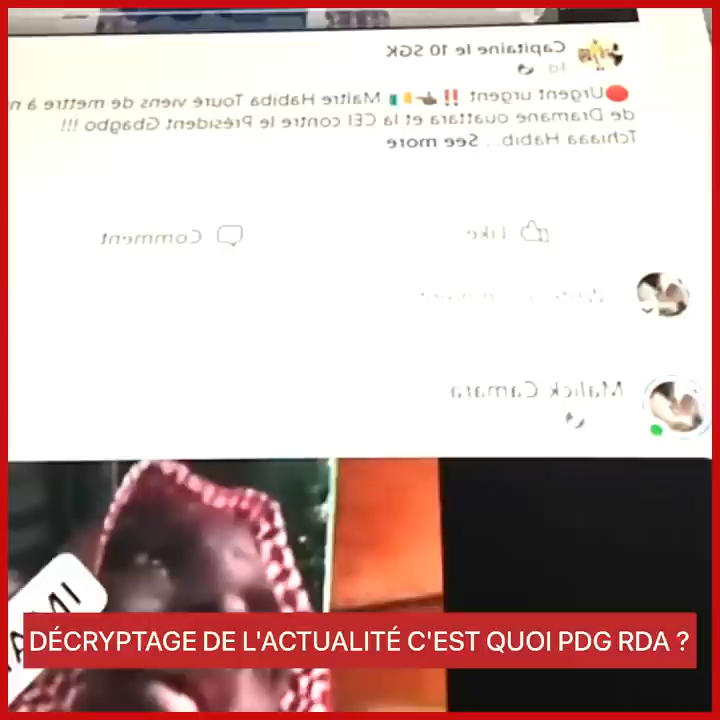 Capitaine le 10 SGK
1d
Urgent urgent !! Maître Habiba Touré viens de mettre à
de Dramane ouattara et la CEI contre le Président Gbagbo !!!
Tchiaaa Habib... See more
Like
Comment
Malick Camara
DÉCRYPTAGE DE L'ACTUALITÉ C'EST QUOI PDG RDA ?